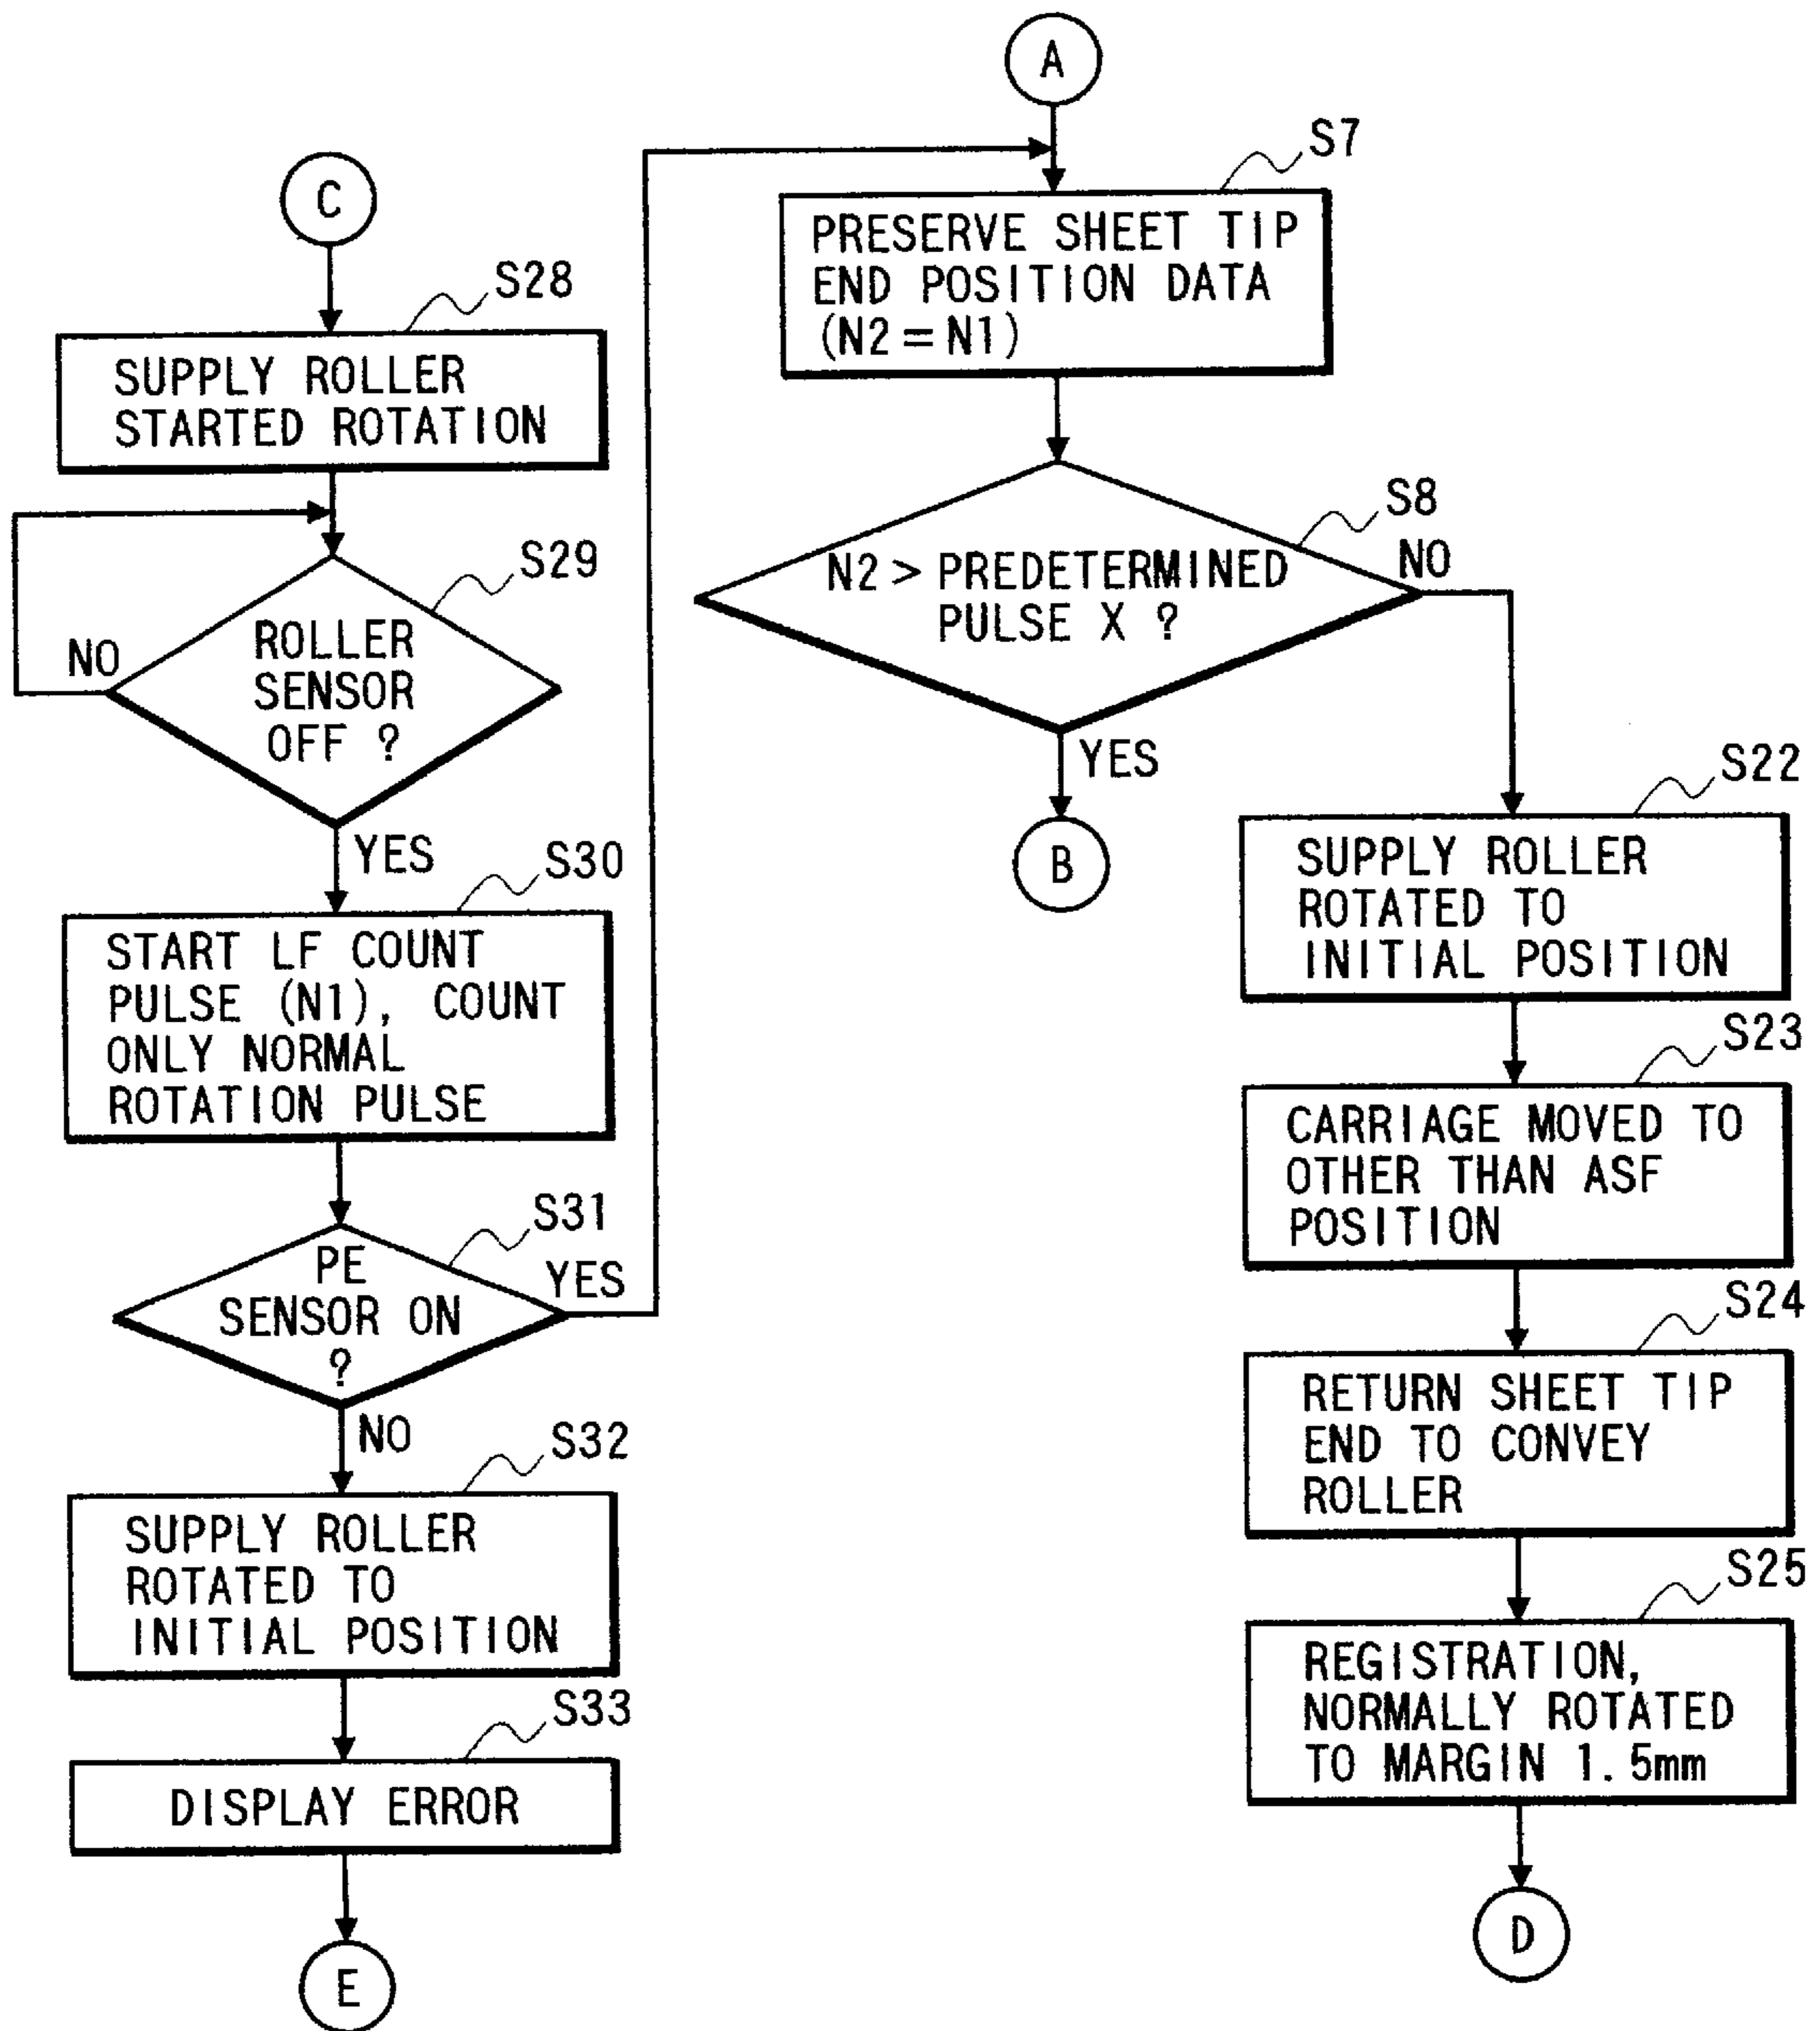 C
S28
SUPPLY ROLLER
STARTED ROTATION
S29
ROLLER
SENSOR
OFF ?
NO
YES
S30
START LF COUNT
PULSE (N1), COUNT
ONLY NORMAL
ROTATION PULSE
S31
PE
SENSOR ON
?
YES
NO
S32
SUPPLY ROLLER
ROTATED TO
INITIAL POSITION
S33
DISPLAY ERROR
E
A
S7
PRESERVE SHEET TIP
END POSITION DATA
(N2 = N1)
S8
N2 > PREDETERMINED
PULSE X ?
NO
YES
B
S22
SUPPLY ROLLER
ROTATED TO
INITIAL POSITION
S23
CARRIAGE MOVED TO
OTHER THAN ASF
POSITION
S24
RETURN SHEET TIP
END TO CONVEY
ROLLER
S25
REGISTRATION,
NORMALLY ROTATED
TO MARGIN 1.5mm
D